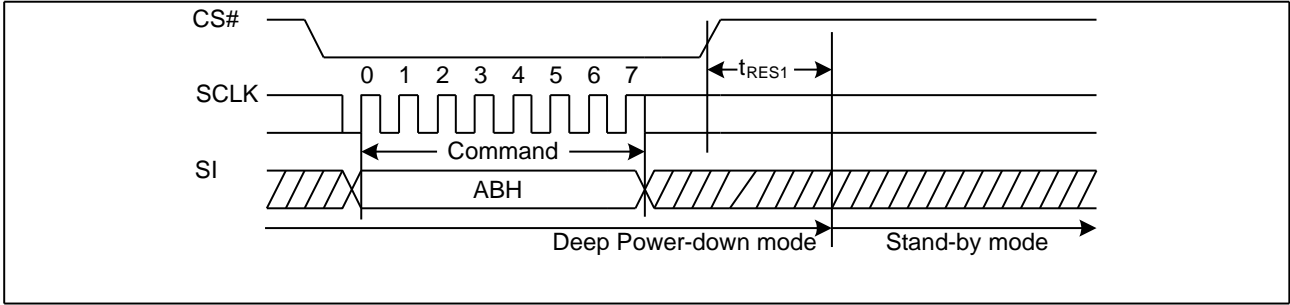 CS#
tRES1
0 1 2 3 4 5 6 7
SCLK
Command
SI
ABH
Deep Power-down mode Stand-by mode